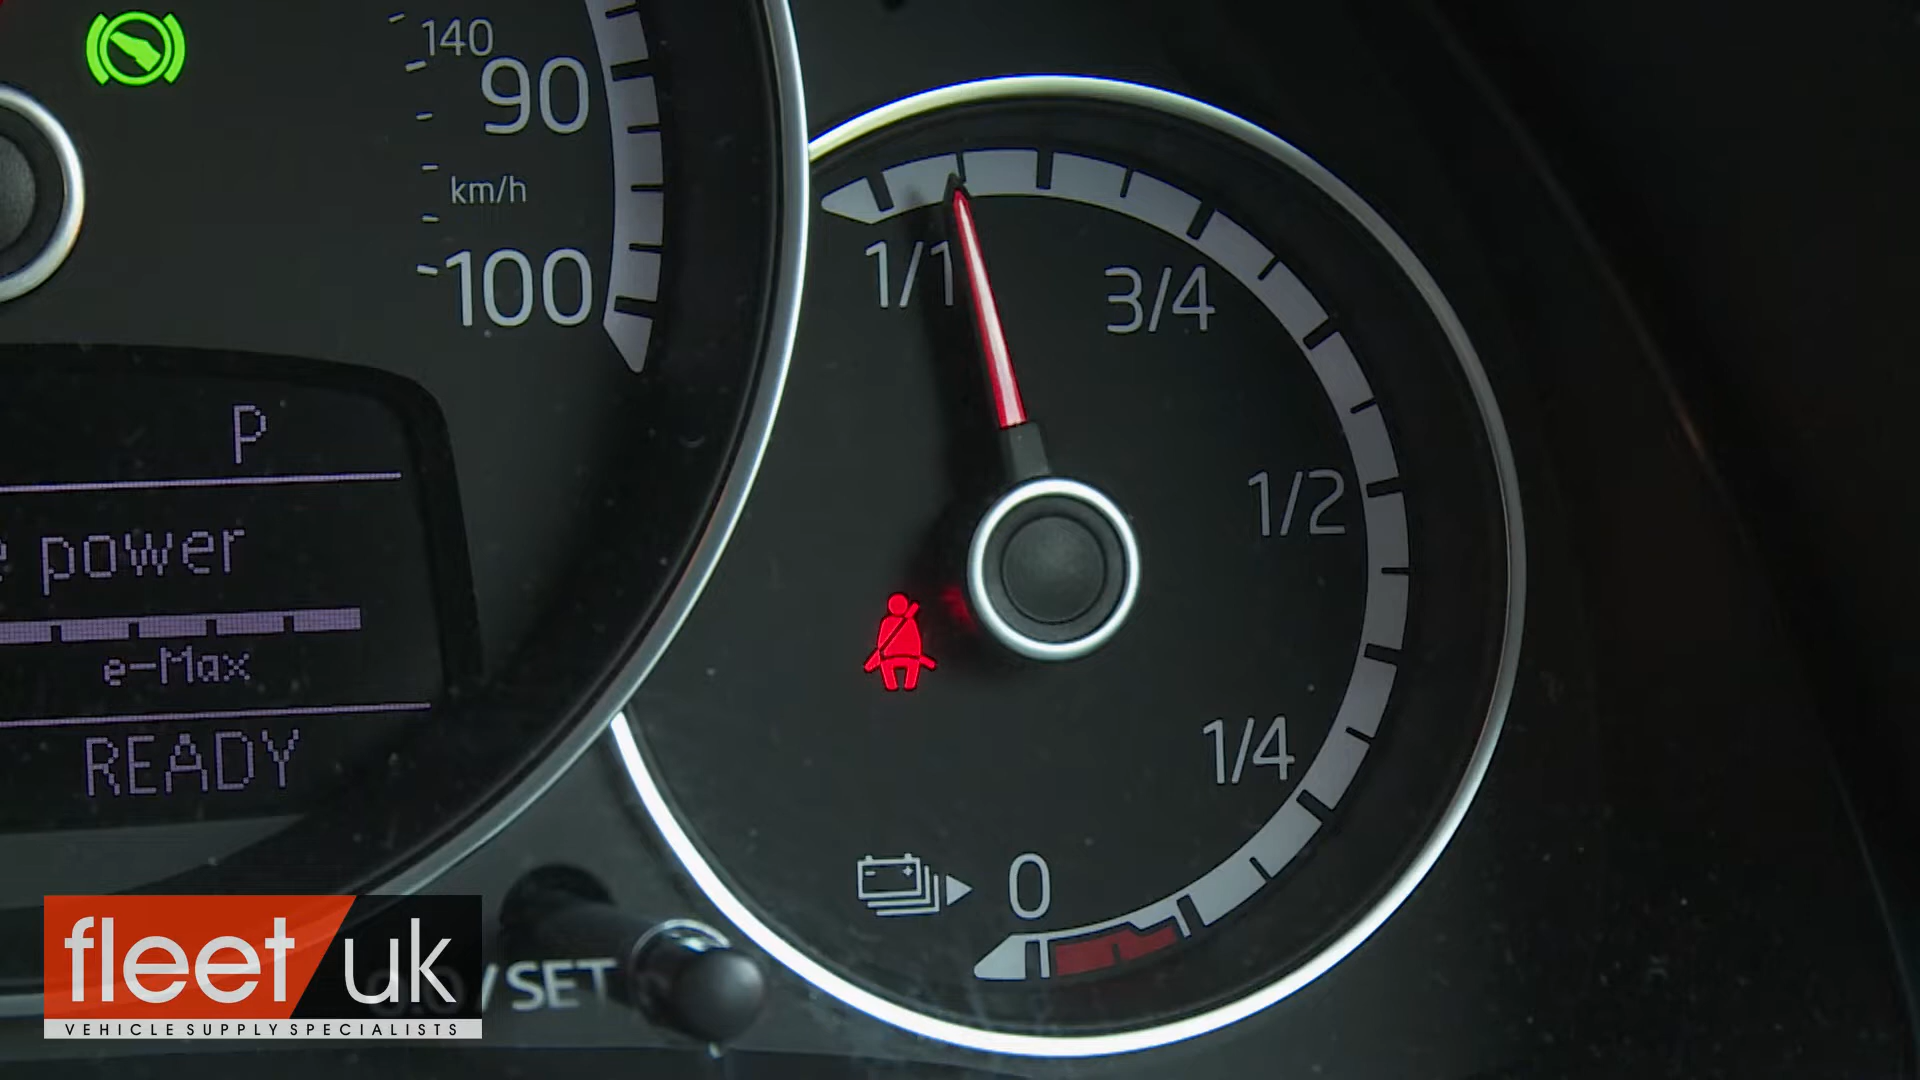 140
90
km/h
100
P
power
e-Max
READY
1/1
3/4
1/2
1/4
0
/SET
fleet uk
VEHICLE SUPPLY SPECIALISTS